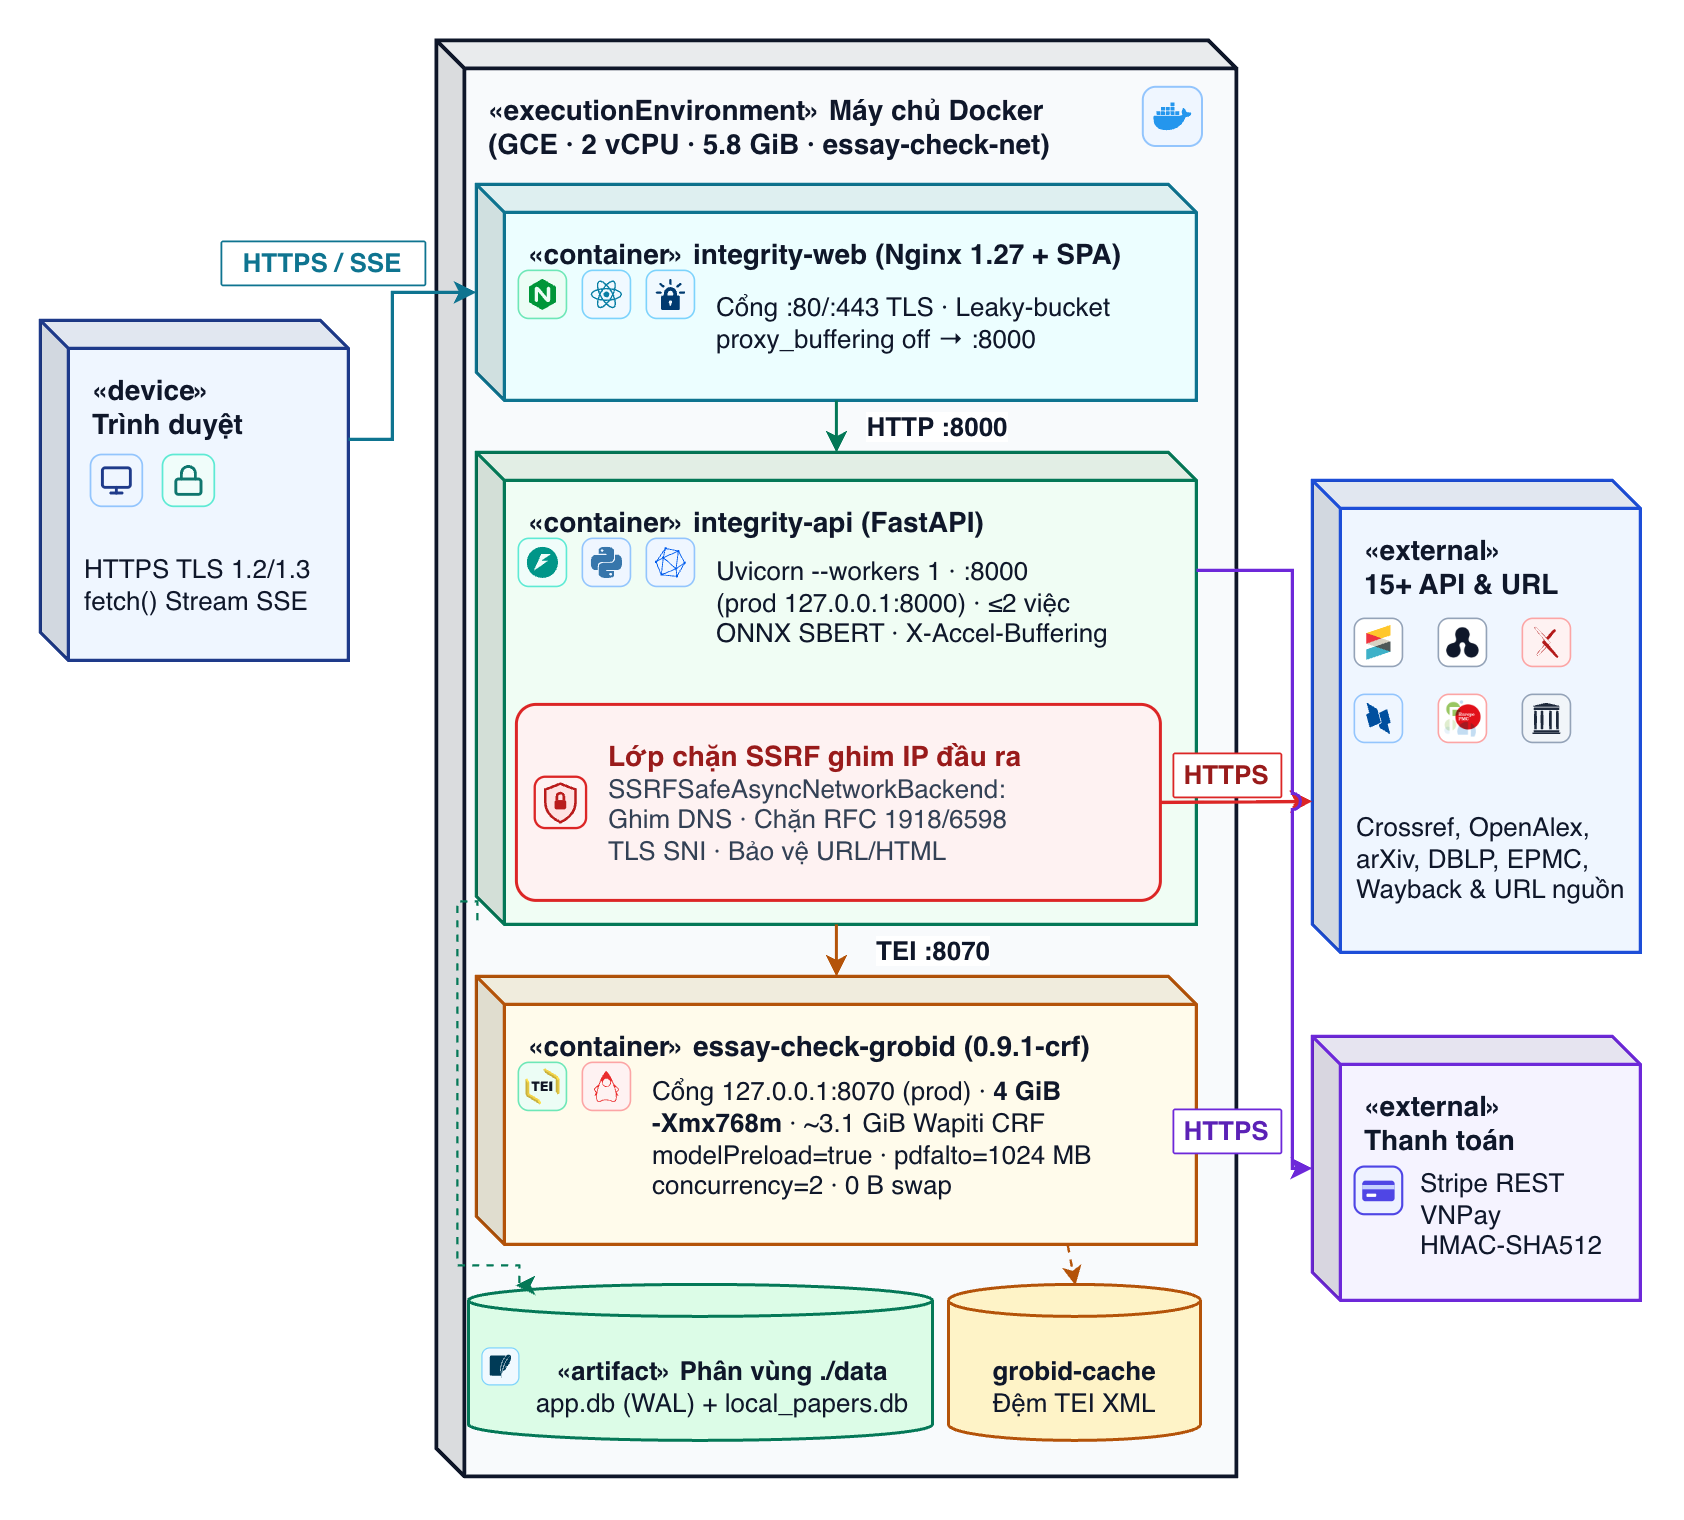 «executionEnvironment» Máy chủ Docker
(GCE · 2 vCPU · 5.8 GiB · essay-check-net)
HTTPS / SSE
«device»
Trình duyệt
HTTPS TLS 1.2/1.3
fetch() Stream SSE
«container» integrity-web (Nginx 1.27 + SPA)
Cổng :80/:443 TLS · Leaky-bucket
proxy_buffering off → :8000
HTTP :8000
«container» integrity-api (FastAPI)
Uvicorn --workers 1 · :8000
(prod 127.0.0.1:8000) · ≤2 việc
ONNX SBERT · X-Accel-Buffering
Lớp chặn SSRF ghim IP đầu ra
SSRFSafeAsyncNetworkBackend:
Ghim DNS · Chặn RFC 1918/6598
TLS SNI · Bảo vệ URL/HTML
HTTPS
«external»
15+ API & URL
Crossref, OpenAlex,
arXiv, DBLP, EPMC,
Wayback & URL nguồn
TEI :8070
«container» essay-check-grobid (0.9.1-crf)
TEI
Cổng 127.0.0.1:8070 (prod) · 4 GiB
-Xmx768m · ~3.1 GiB Wapiti CRF
modelPreload=true · pdfalto=1024 MB
concurrency=2 · 0 B swap
HTTPS
«external»
Thanh toán
Stripe REST
VNPay
HMAC-SHA512
«artifact» Phân vùng ./data
app.db (WAL) + local_papers.db
grobid-cache
Đệm TEI XML